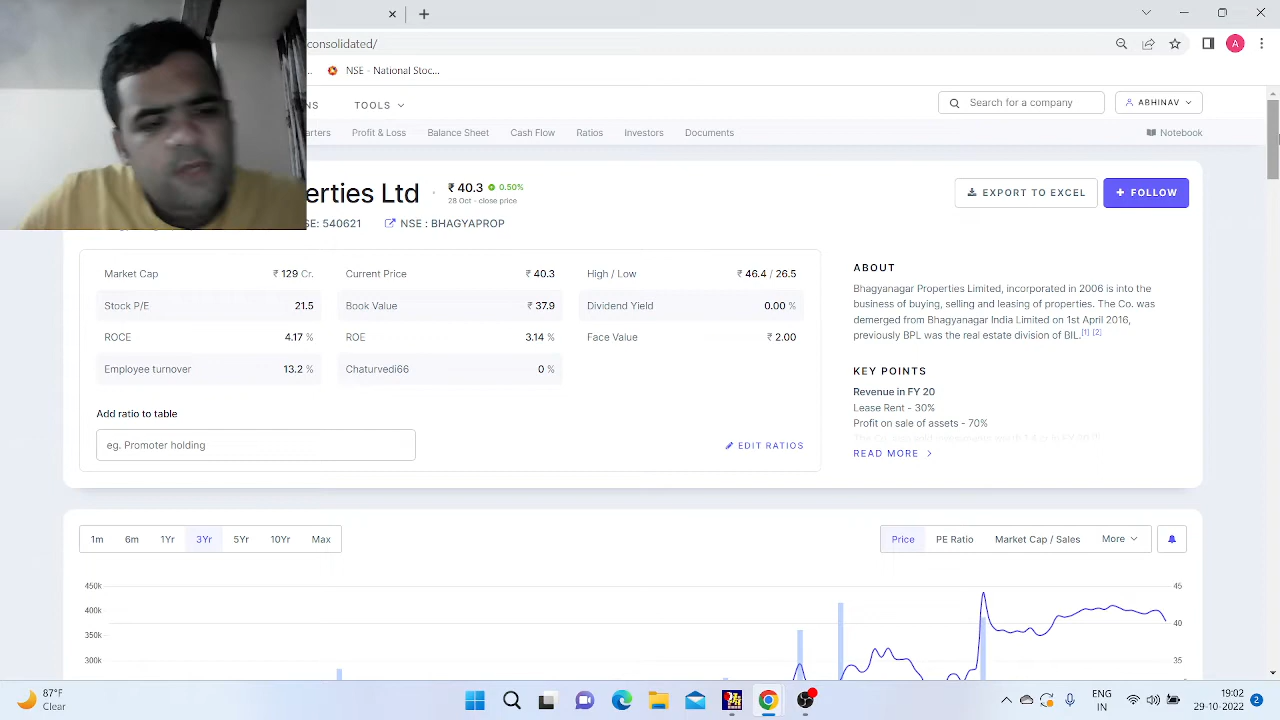 consolidated/
NSE - National Stoc...
NS TOOLS
Search for a company
ABHINAV
arters Profit & Loss Balance Sheet Cash Flow Ratios Investors Documents
Notebook
erties Ltd
₹ 40.3 0.50%
28 Oct - close price
EXPORT TO EXCEL
+ FOLLOW
SE: 540621 NSE : BHAGYAPROP
Market Cap ₹ 129 Cr. Current Price ₹ 40.3 High / Low ₹ 46.4 / 26.5
Stock P/E 21.5 Book Value ₹ 37.9 Dividend Yield 0.00 %
ROCE 4.17 % ROE 3.14 % Face Value ₹ 2.00
Employee turnover 13.2 % Chaturvedi66 0 %
Add ratio to table
eg. Promoter holding
EDIT RATIOS
ABOUT
Bhagyanagar Properties Limited, incorporated in 2006 is into the
business of buying, selling and leasing of properties. The Co. was
demerged from Bhagyanagar India Limited on 1st April 2016,
previously BPL was the real estate division of BIL.[1] [2]
KEY POINTS
Revenue in FY 20
Lease Rent - 30%
Profit on sale of assets - 70%
READ MORE
1m 6m 1Yr 3Yr 5Yr 10Yr Max
Price PE Ratio Market Cap / Sales More
450k 45
400k 40
350k
300k 35
87°F
Clear
ENG
IN
19:02
29-10-2022
2